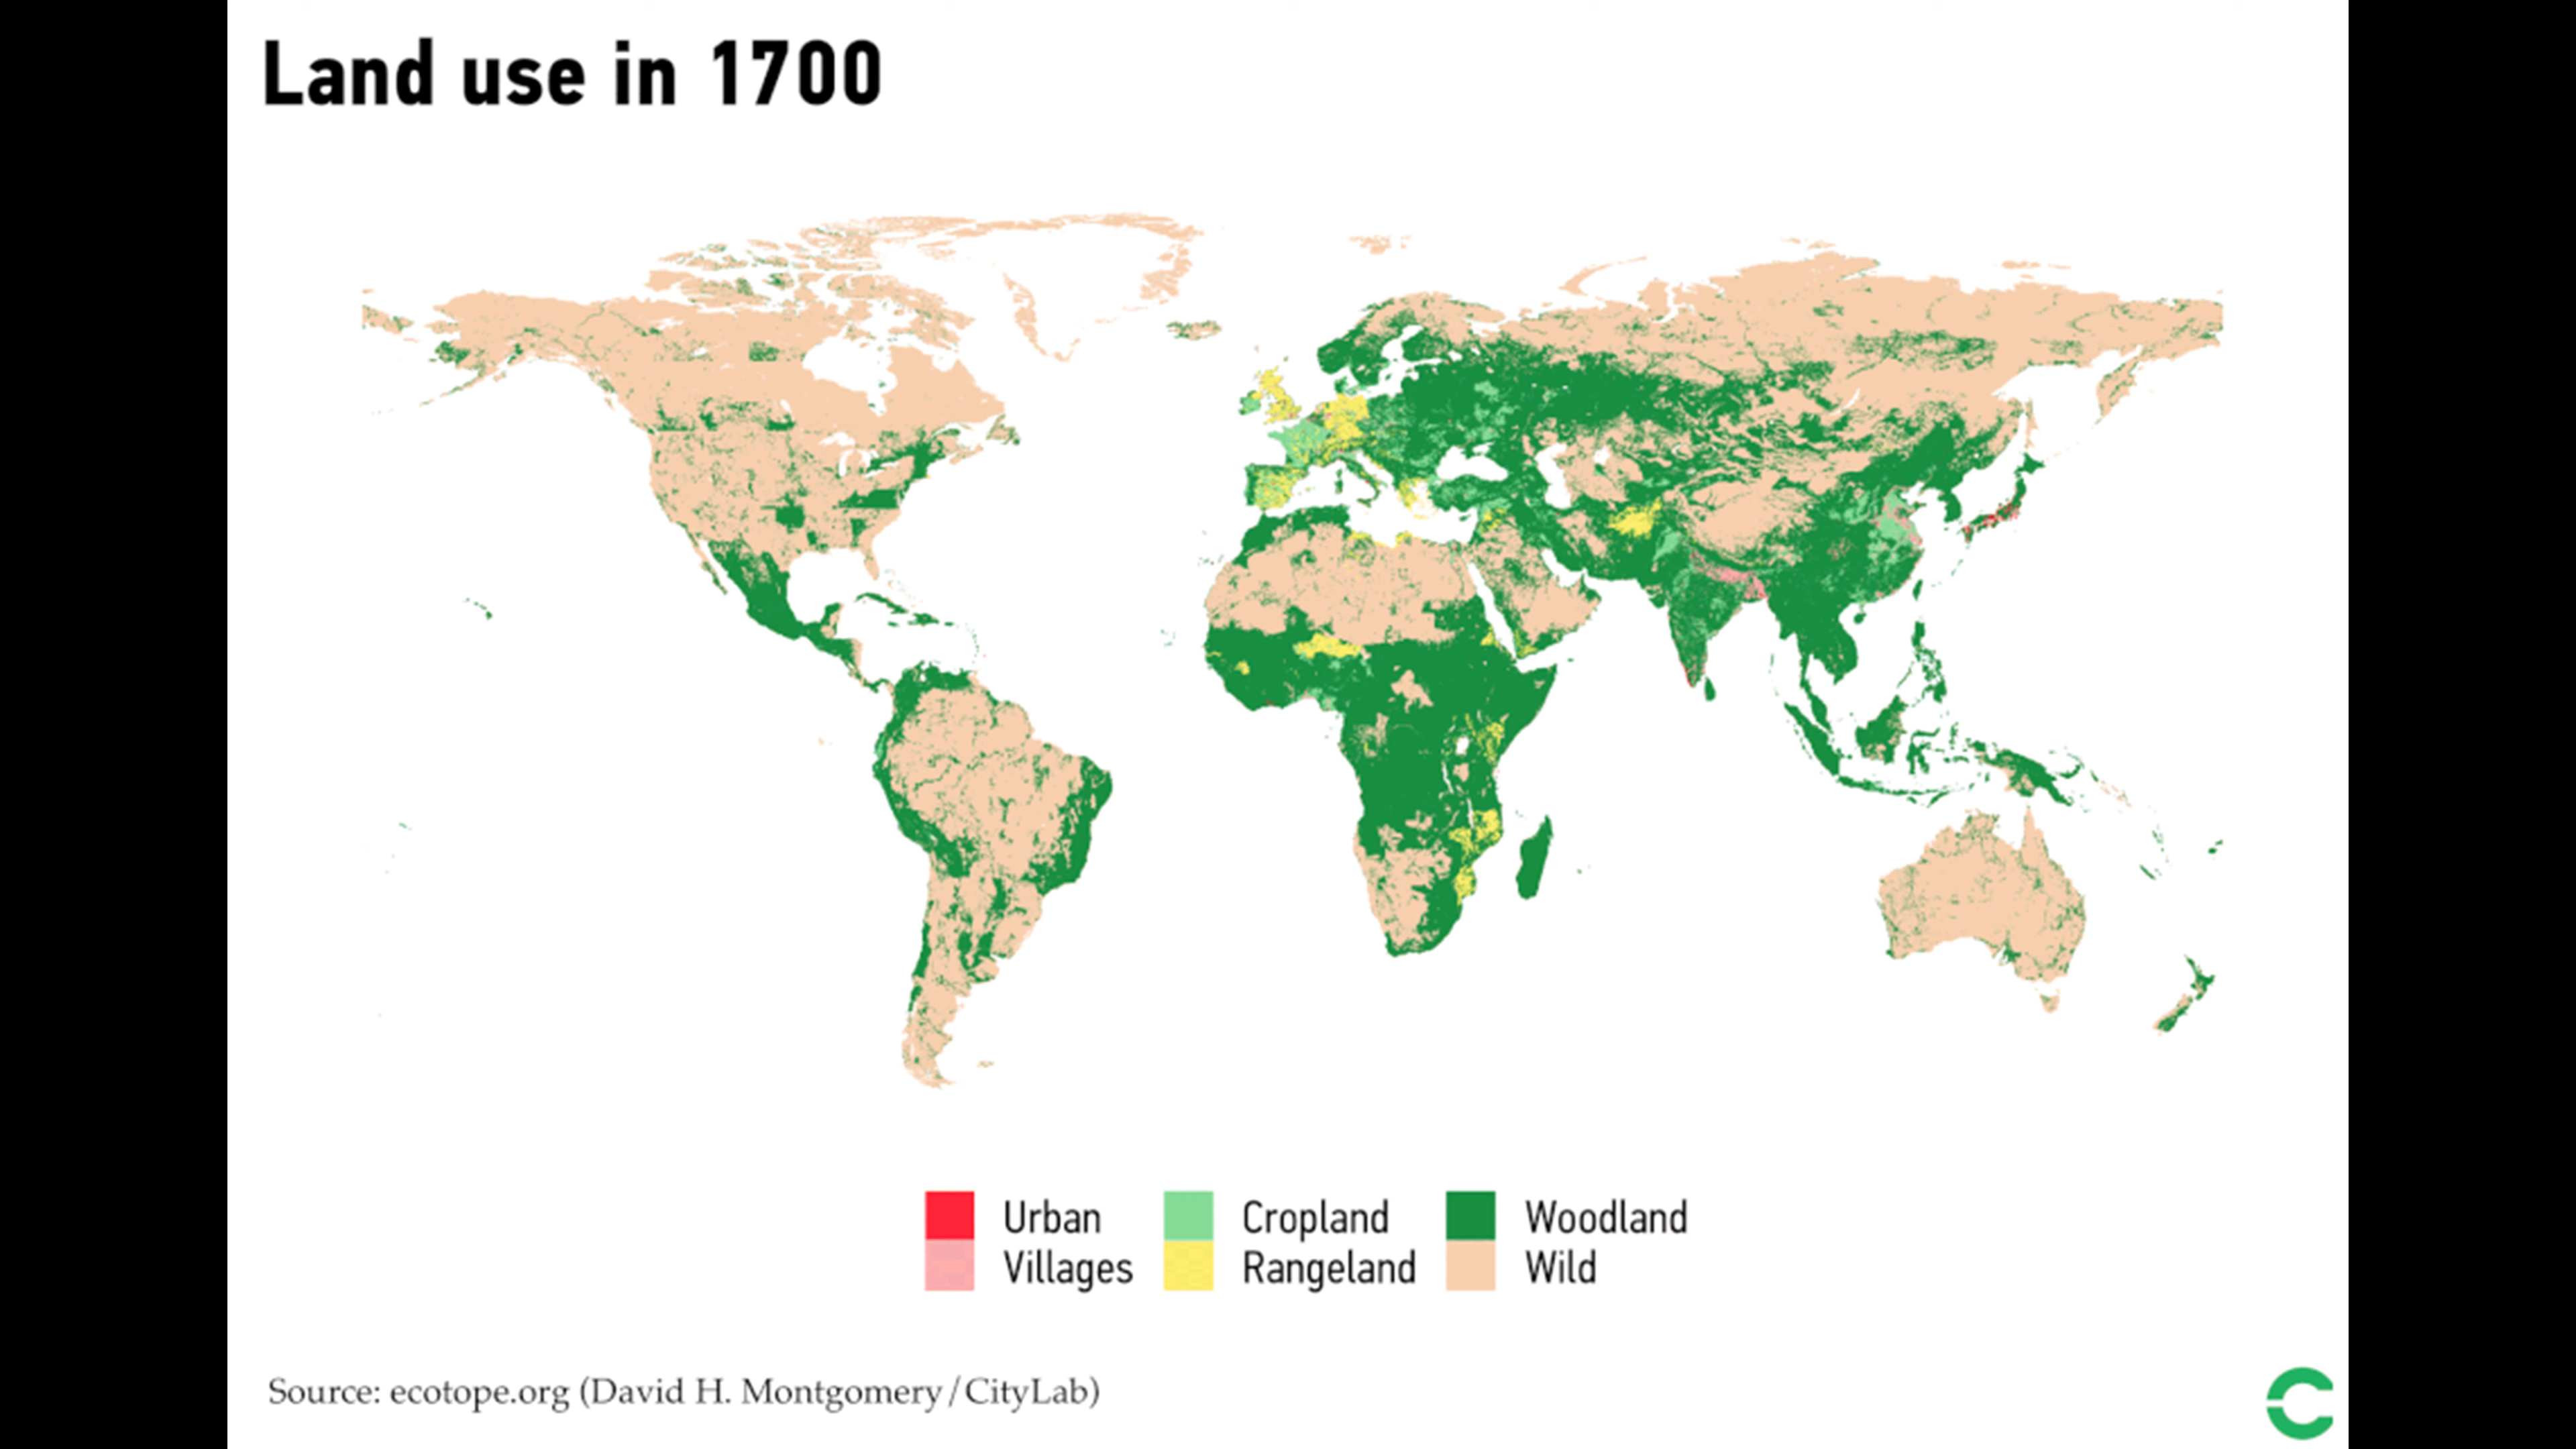 Land use in 1700
Urban
Cropland
Woodland
Villages
Rangeland
Wild
Source: ecotope.org (David H. Montgomery/CityLab)